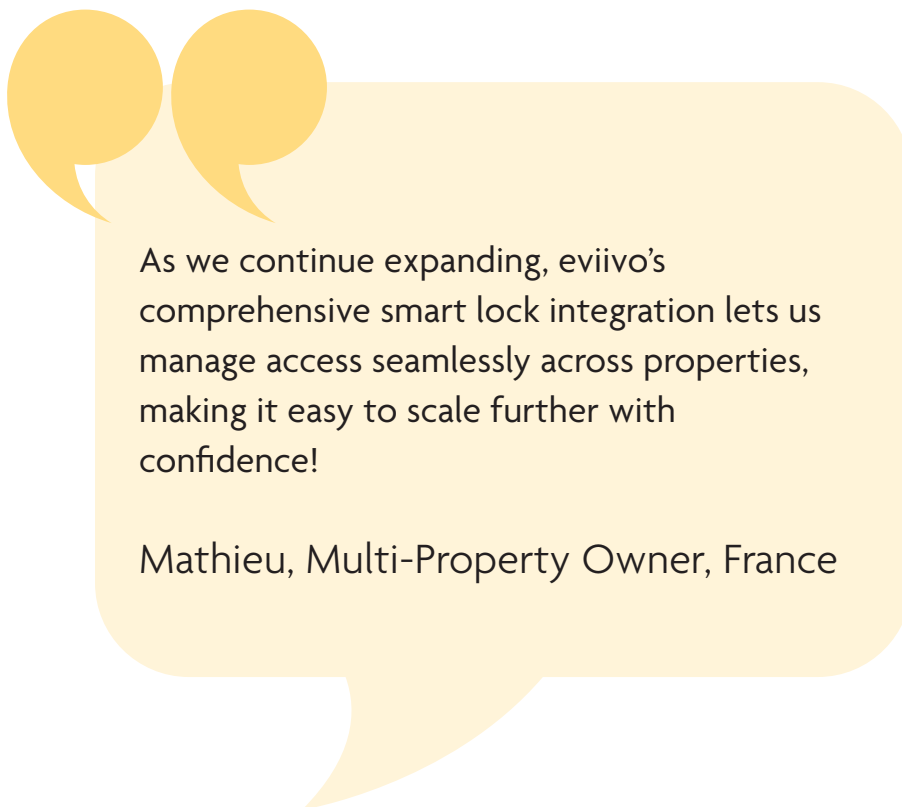 As we continue expanding, eviivo’s
comprehensive smart lock integration lets us
manage access seamlessly across properties,
making it easy to scale further with
confidence!
Mathieu, Multi-Property Owner, France